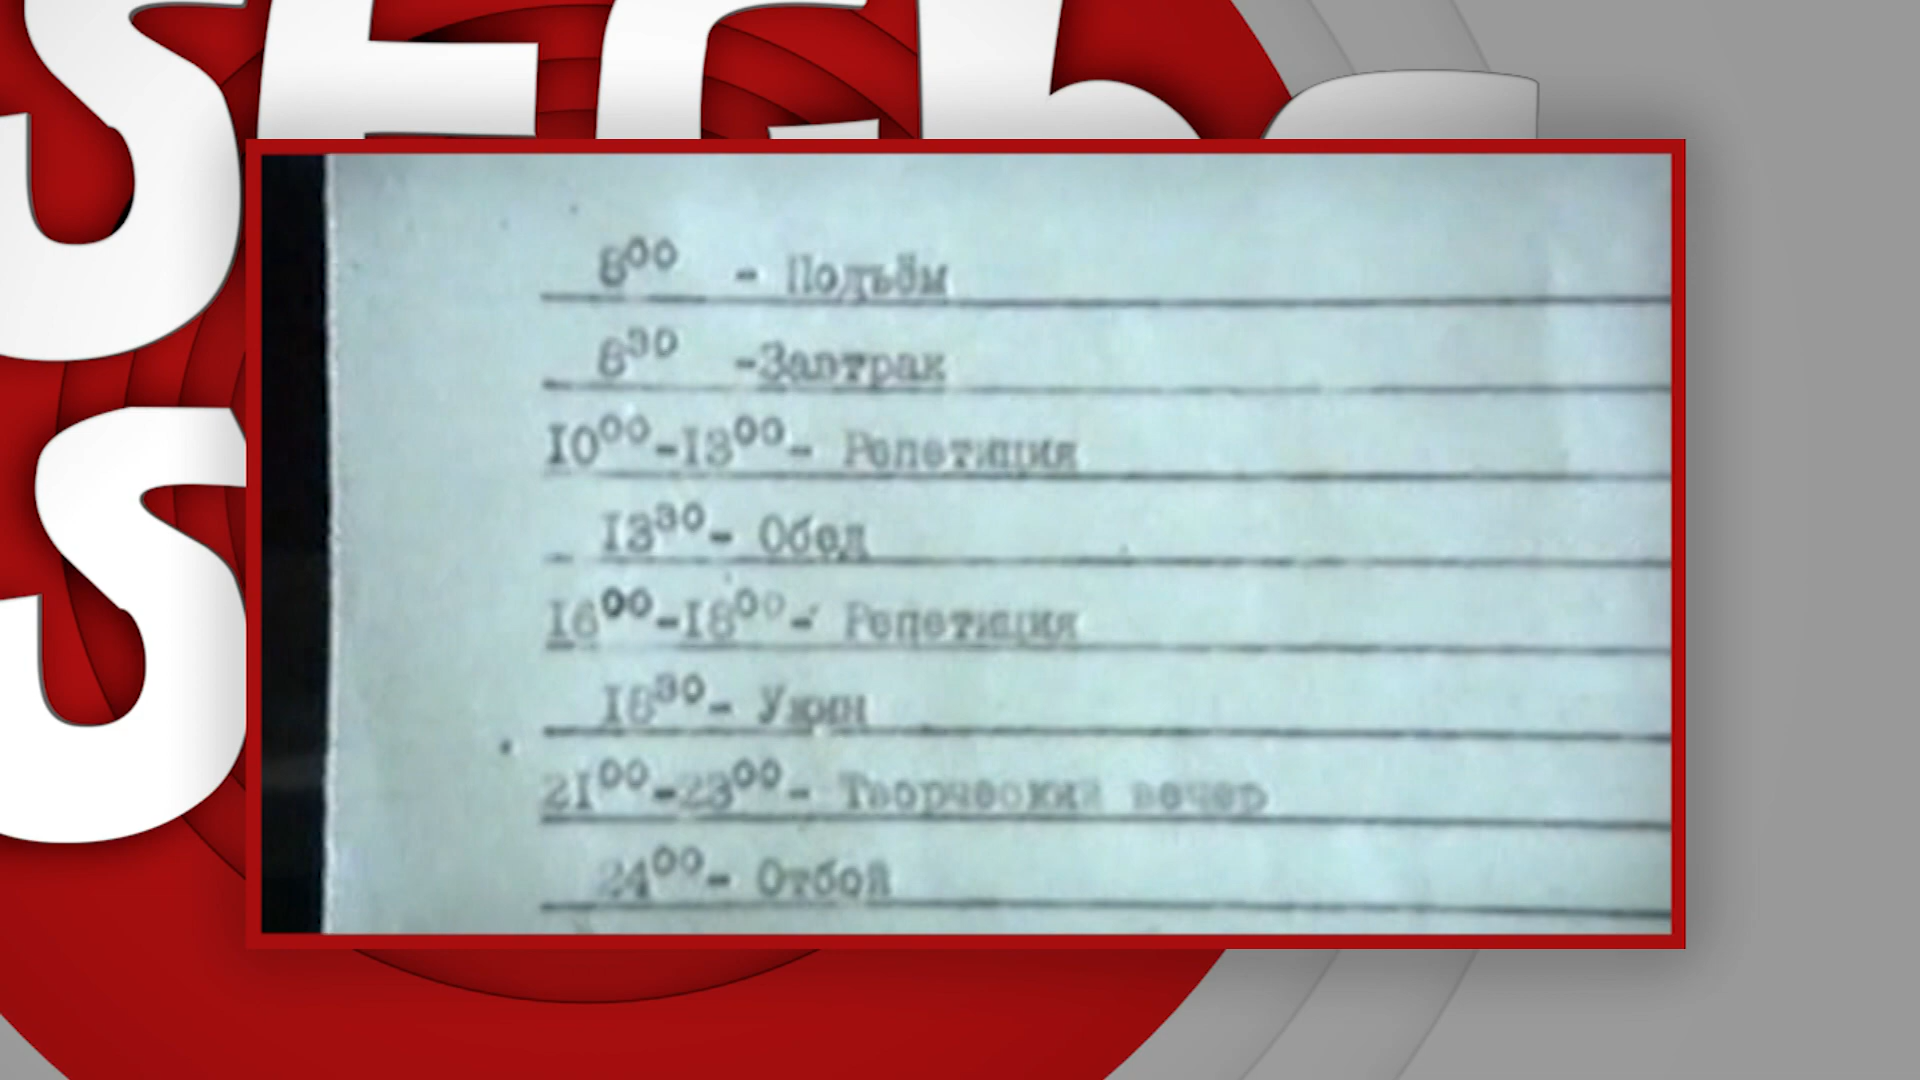 8⁰⁰ - Подъём
8³⁰ -Завтрак
10⁰⁰-13⁰⁰- Репетиция
13³⁰- Обед
16⁰⁰-18⁰⁰- Репетиция
18³⁰- Ужин
21⁰⁰-23⁰⁰- Творческий вечер
24⁰⁰- Отбой